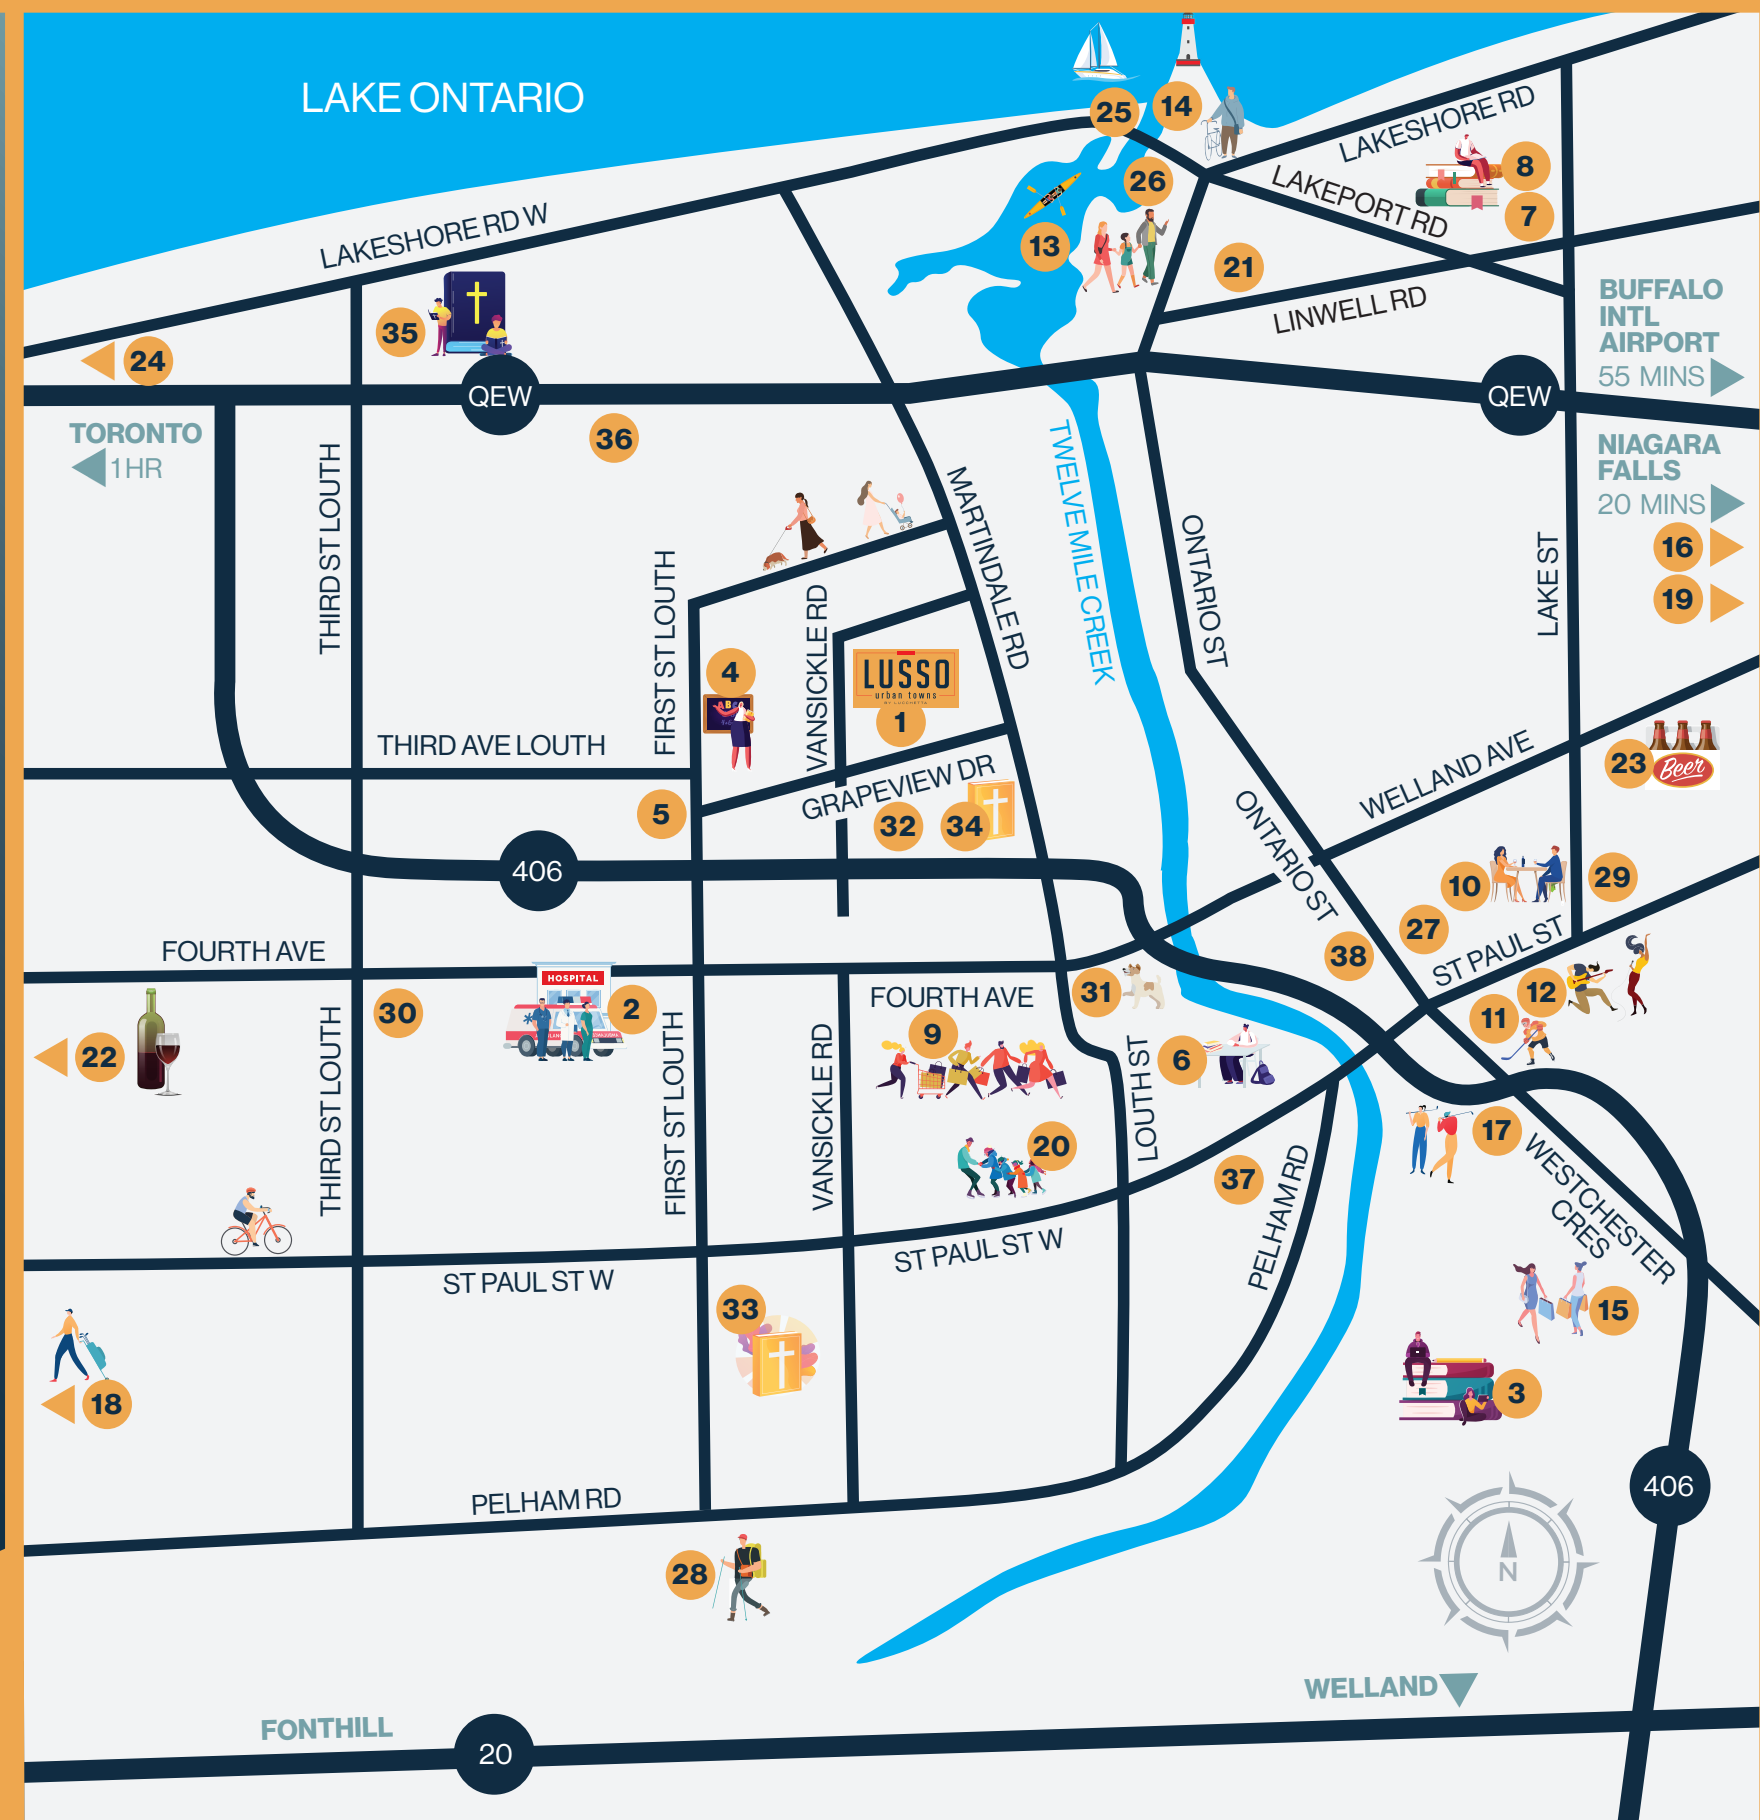 LAKE ONTARIO
25
14
LAKESHORE RD
8
26
LAKEPORT RD
7
LAKESHORE RD W
13
21
BUFFALO
INTL
AIRPORT
55 MINS
LINWELL RD
35
24
QEW
QEW
TORONTO
1HR
36
NIAGARA
FALLS
20 MINS
16
19
THIRD ST LOUTH
FIRST ST LOUTH
VANSICKLE RD
MARTINDALE RD
TWELVE MILE CREEK
ONTARIO ST
LAKE ST
4
ABC
LUSSO
urban towns
BY LUCCHETTA
1
THIRD AVE LOUTH
GRAPEVIEW DR
5
32
34
WELLAND AVE
23
Beer
ONTARIO ST
406
10
29
27
ST PAUL ST
38
FOURTH AVE
HOSPITAL
30
2
FOURTH AVE
31
12
11
9
6
22
THIRD ST LOUTH
FIRST ST LOUTH
VANSICKLE RD
LOUTH ST
20
37
PELHAM RD
17
WESTCHESTER
CRES
ST PAUL ST W
ST PAUL ST W
33
15
18
3
PELHAM RD
406
28
N
WELLAND
FONTHILL
20